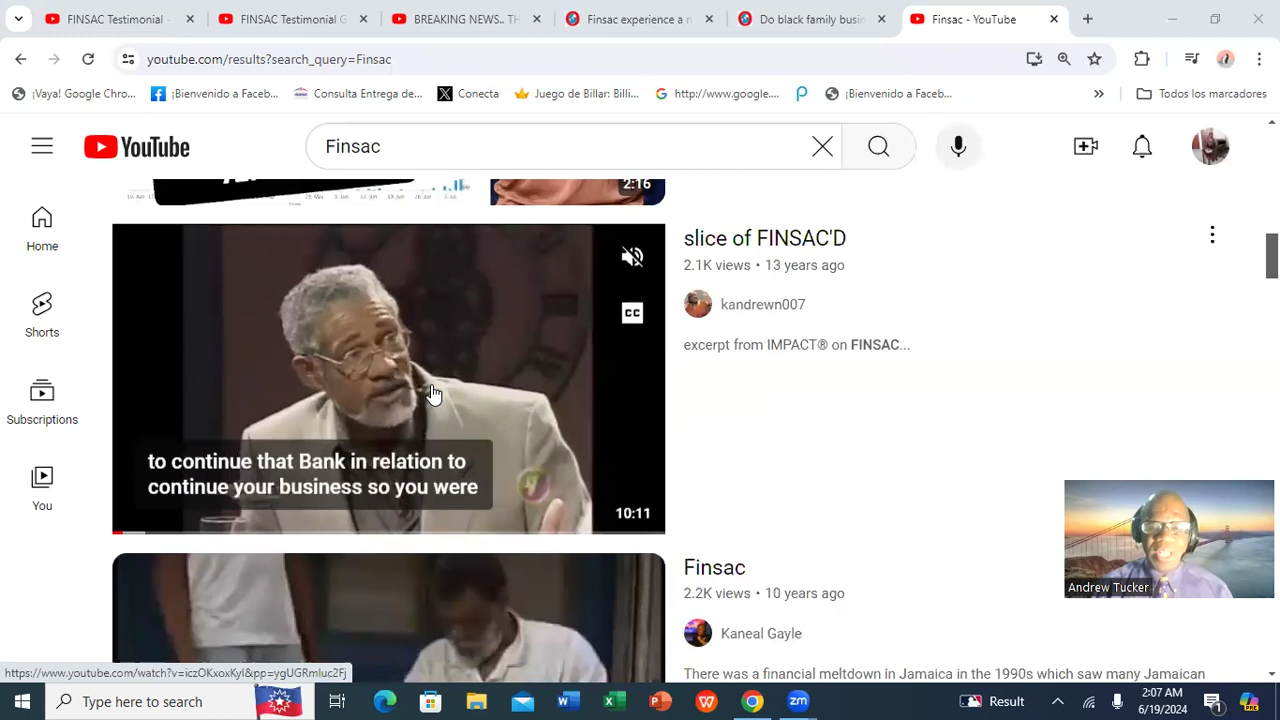 FINSAC Testimonial -
FINSAC Testimonial G
BREAKING NEWS.. TH
Finsac experience a n
Do black family busin
Finsac - YouTube
youtube.com/results?search_query=Finsac
¡Vaya! Google Chro...
¡Bienvenido a Faceb...
Consulta Entrega de...
Conecta
Juego de Billar: Billi...
http://www.google....
¡Bienvenido a Faceb...
»
Todos los marcadores
YouTube
Finsac
2:16
Home
Shorts
Subscriptions
You
slice of FINSAC'D
2.1K views • 13 years ago
kandrewn007
excerpt from IMPACT® on FINSAC...
CC
to continue that Bank in relation to
continue your business so you were
10:11
Andrew Tucker
Finsac
2.2K views • 10 years ago
Kaneal Gayle
There was a financial meltdown in Jamaica in the 1990s which saw many Jamaican
Type here to search
Result
2:07 AM
6/19/2024